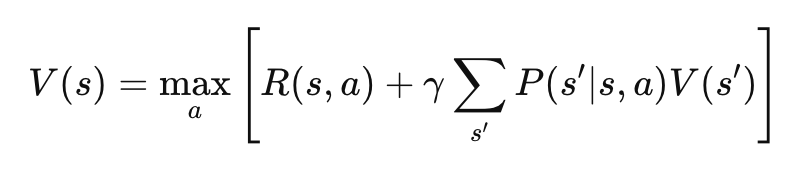 V(s) = max_a [ R(s, a) + γ ∑_{s′} P(s′|s, a)V(s′) ]